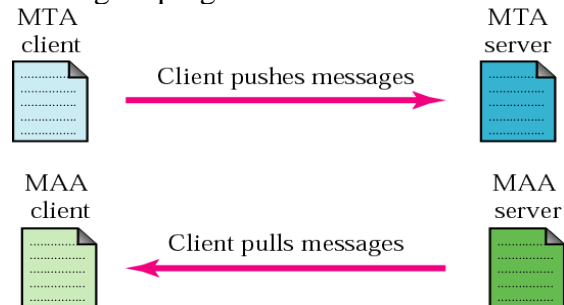 MTA
client
MTA
server
Client pushes messages
MAA
client
MAA
server
Client pulls messages